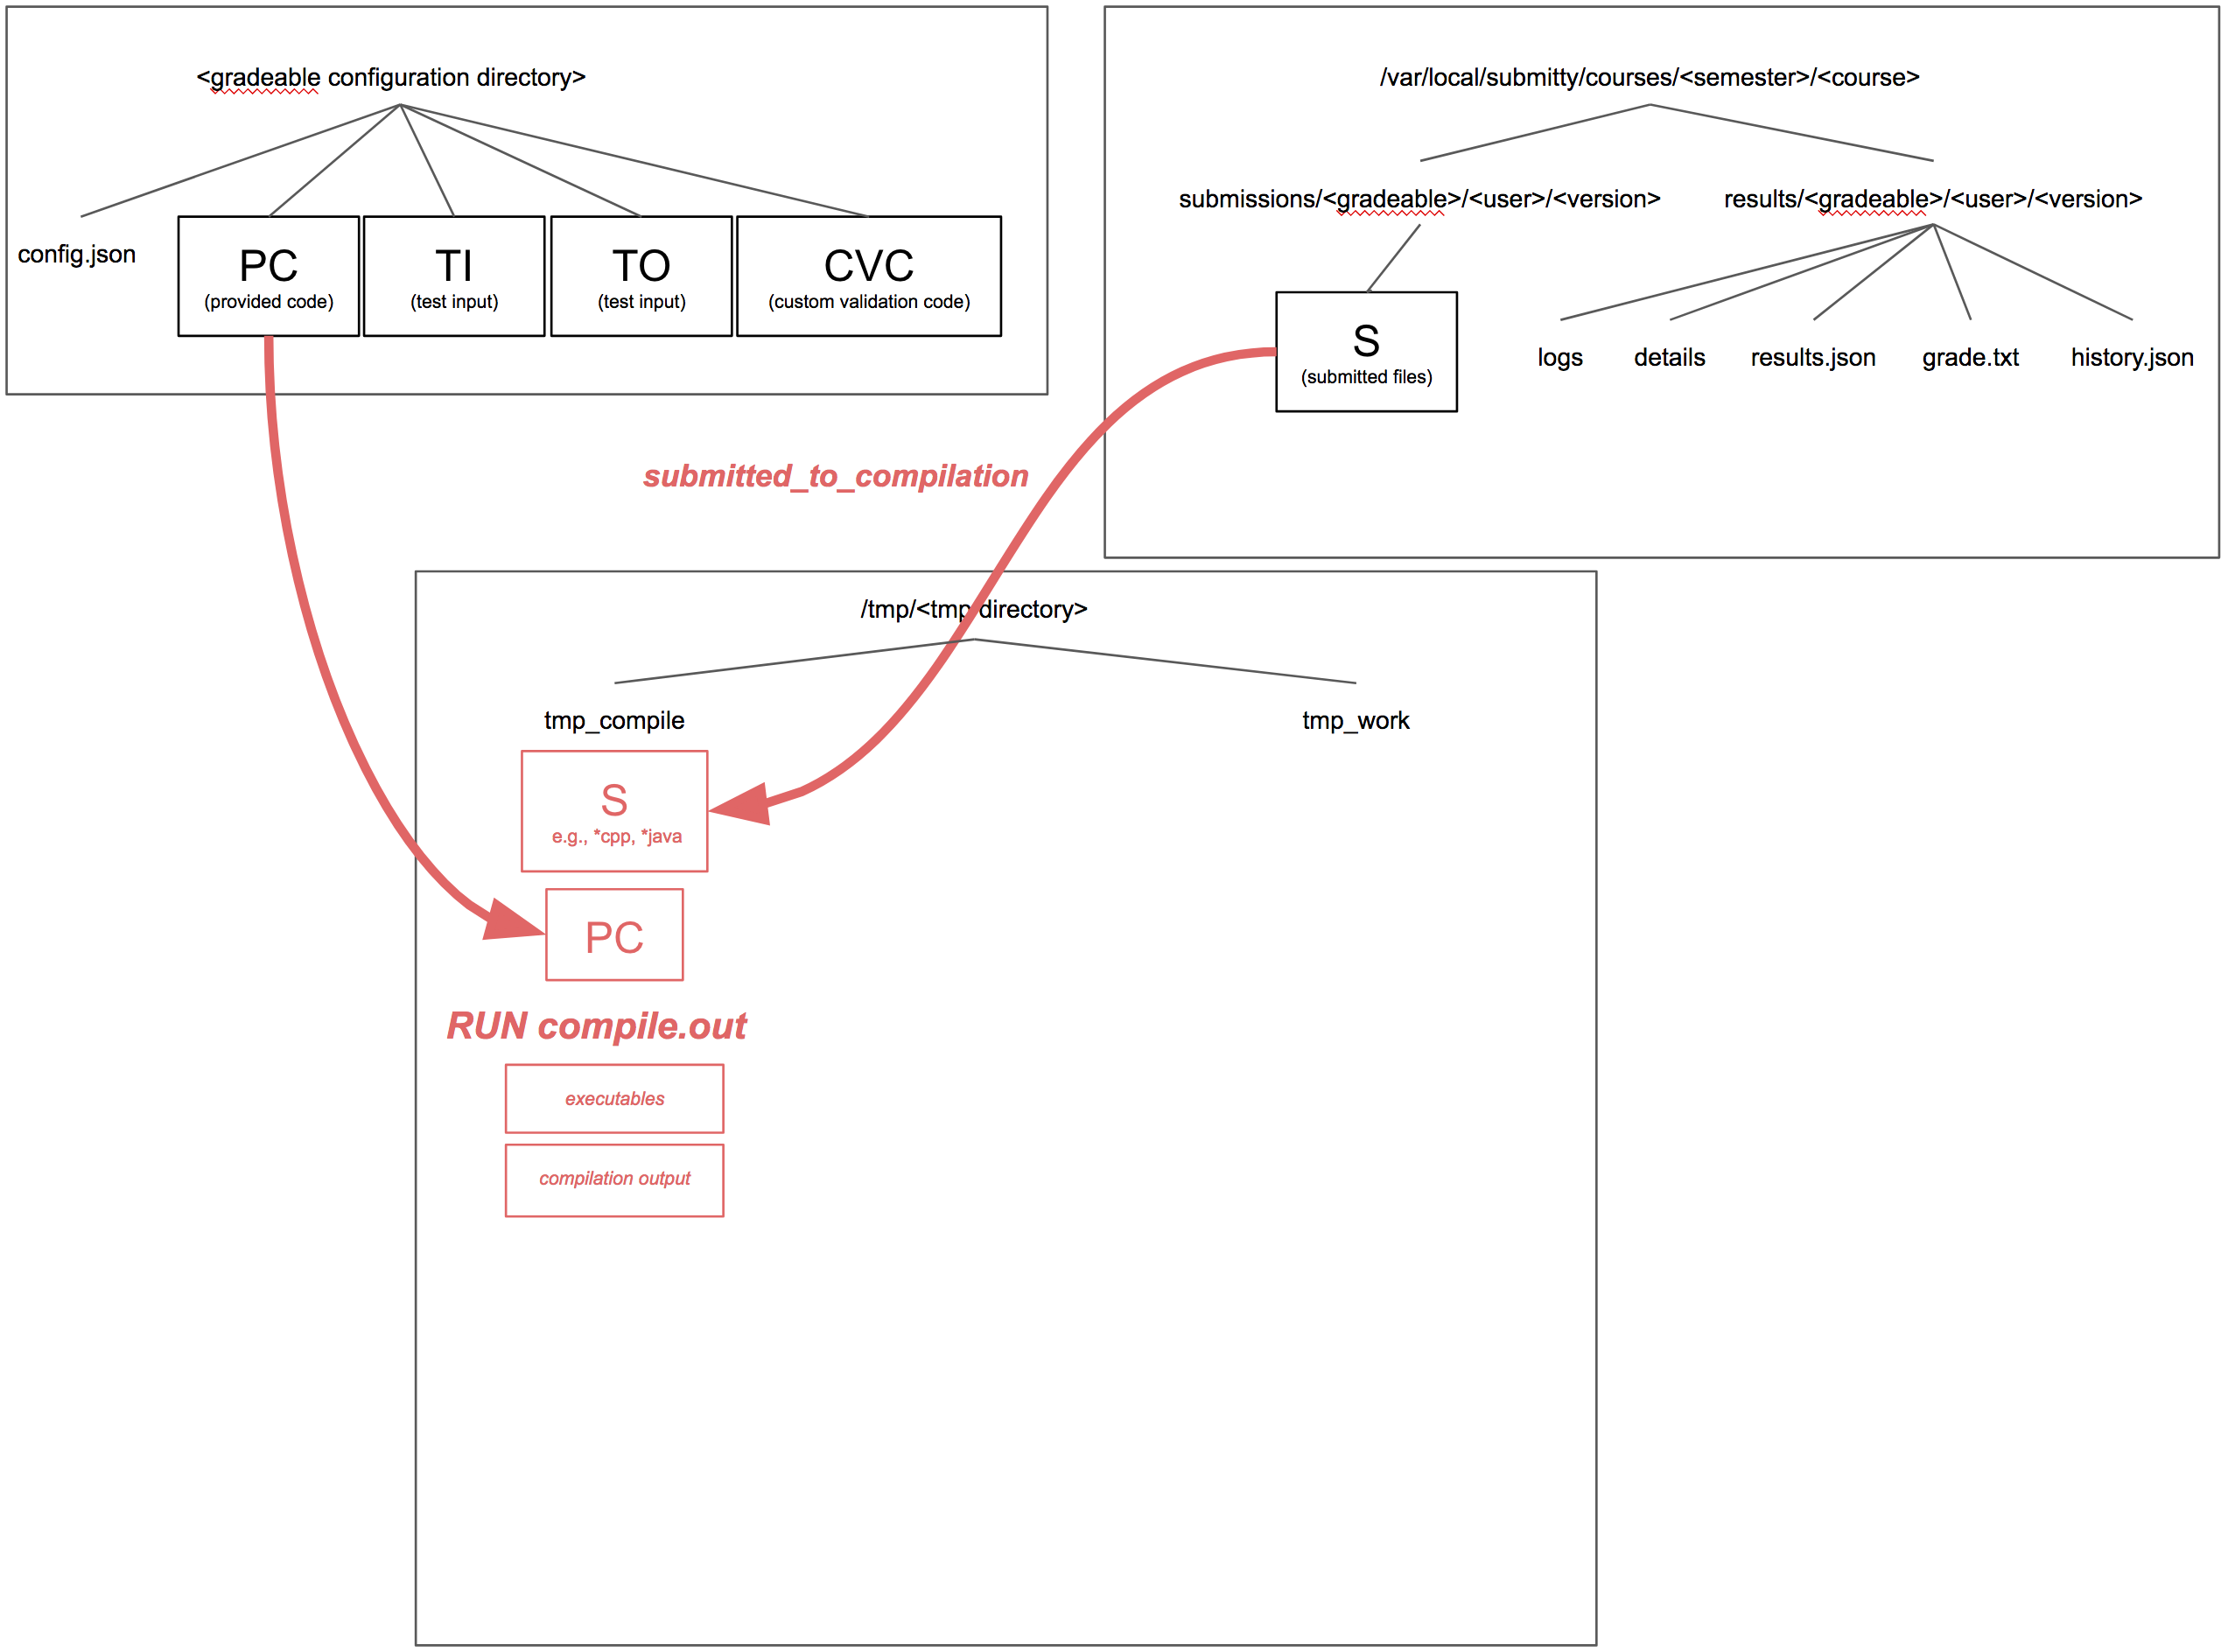 <gradeable configuration directory>
config.json
PC
(provided code)
TI
(test input)
TO
(test input)
CVC
(custom validation code)
/var/local/submitty/courses/<semester>/<course>
submissions/<gradeable>/<user>/<version>
results/<gradeable>/<user>/<version>
S
(submitted files)
logs
details
results.json
grade.txt
history.json
submitted_to_compilation
/tmp/<tmp directory>
tmp_compile
tmp_work
S
e.g., *cpp, *java
PC
RUN compile.out
executables
compilation output